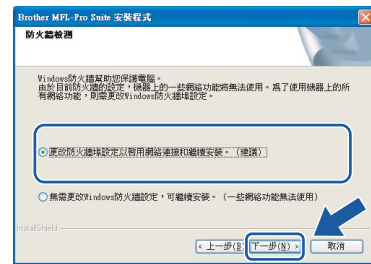 Brother MFL-Pro Suite 安裝程式
防火牆檢測
Windows防火牆幫助您保護電腦。
由於目前防火牆的設定，機器上的一些網絡功能將無法使用。爲了使用機器上的所
有網絡功能，則需更改Windows防火牆埠設定。
更改防火牆埠設定以啓用網絡連接和繼續安裝。（建議）
無需更改Windows防火牆設定，可繼續安裝。（一些網絡功能無法使用）
InstallShield
< 上一步(B) 下一步(N) > 取消